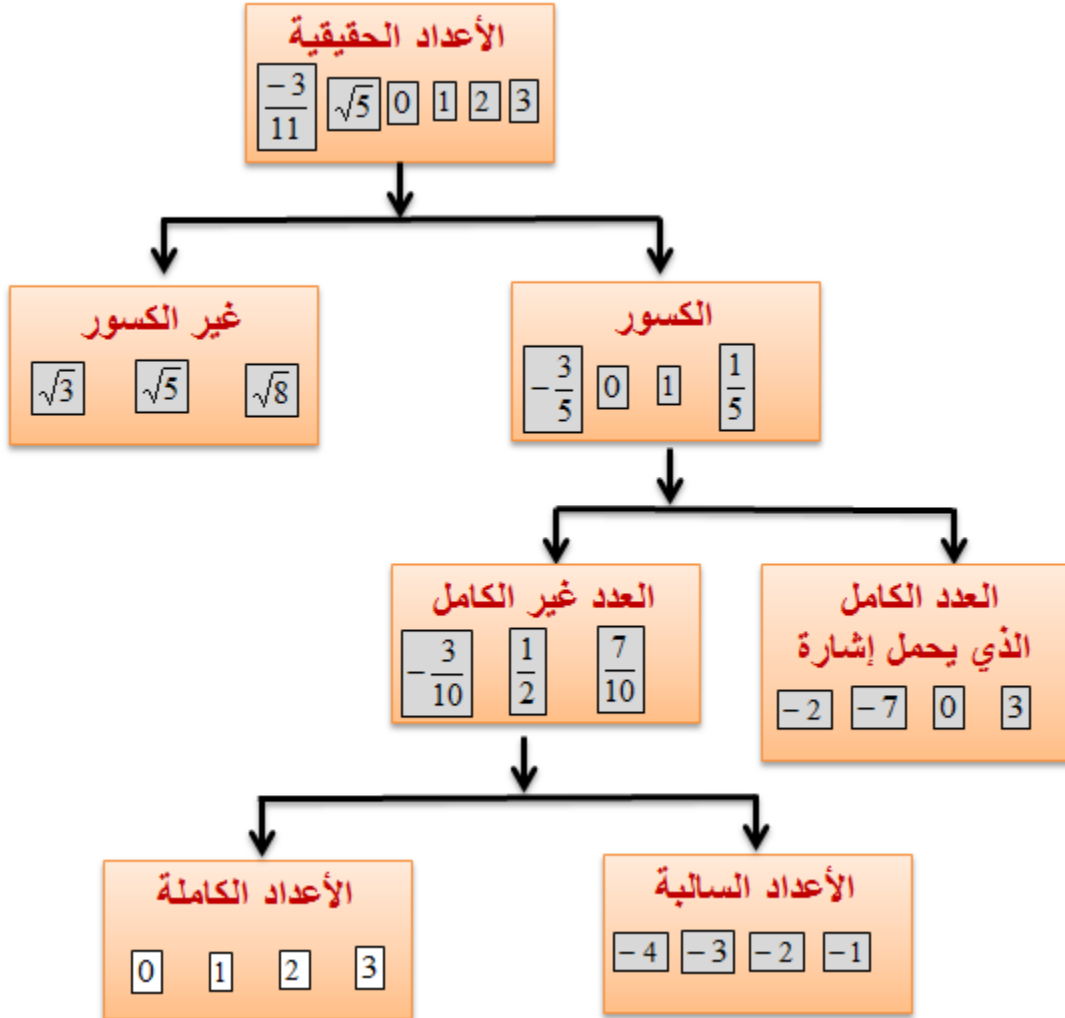 الأعداد الحقيقية
-3/11 √5 0 1 2 3
غير الكسور
√3 √5 √8
الكسور
-3/5 0 1 1/5
العدد غير الكامل
-3/10 1/2 7/10
العدد الكامل
الذي يحمل إشارة
-2 -7 0 3
الأعداد الكاملة
0 1 2 3
الأعداد السالبة
-4 -3 -2 -1